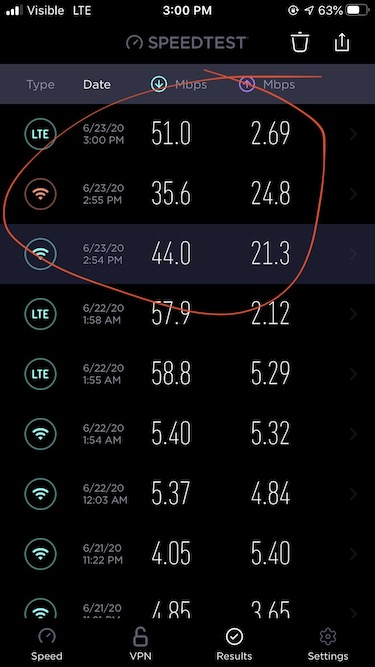 Visible LTE 3:00 PM 63%
SPEEDTEST
Type Date Mbps Mbps
LTE 6/23/20 3:00 PM 51.0 2.69
6/23/20 2:55 PM 35.6 24.8
6/23/20 2:54 PM 44.0 21.3
LTE 6/22/20 1:58 AM 57.9 2.12
LTE 6/22/20 1:55 AM 58.8 5.29
6/22/20 1:54 AM 5.40 5.32
6/22/20 12:03 AM 5.37 4.84
6/21/20 11:22 PM 4.05 5.40
6/21/20 4.85 3.65
Speed VPN Results Settings